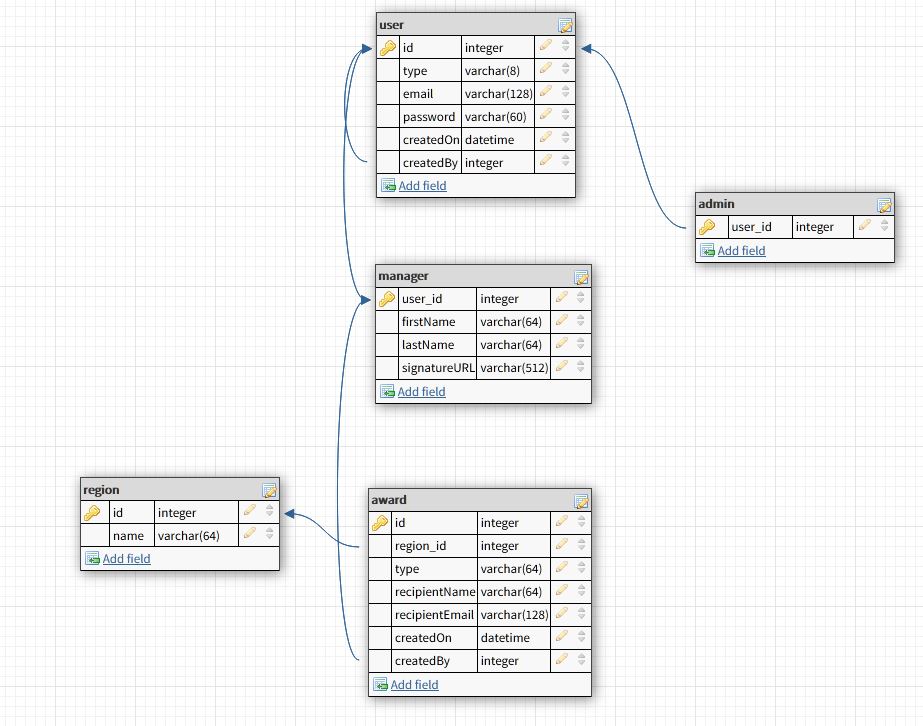 user
id integer
type varchar(8)
email varchar(128)
password varchar(60)
createdOn datetime
createdBy integer
Add field
admin
user_id integer
Add field
manager
user_id integer
firstName varchar(64)
lastName varchar(64)
signatureURL varchar(512)
Add field
region
id integer
name varchar(64)
Add field
award
id integer
region_id integer
type varchar(64)
recipientName varchar(64)
recipientEmail varchar(128)
createdOn datetime
createdBy integer
Add field